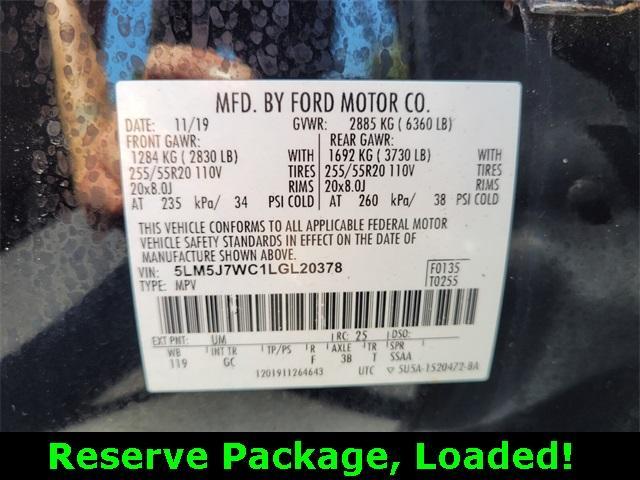 MFD. BY FORD MOTOR CO.
DATE: 11/19 GVWR: 2885 KG ( 6360 LB)
FRONT GAWR: REAR GAWR:
1284 KG ( 2830 LB) WITH 1692 KG ( 3730 LB) WITH
255/55R20 110V TIRES 255/55R20 110V TIRES
20x8.0J RIMS 20x8.0J RIMS
AT 235 kPa/ 34 PSI COLD AT 260 kPa/ 38 PSI COLD
THIS VEHICLE CONFORMS TO ALL APPLICABLE FEDERAL MOTOR
VEHICLE SAFETY STANDARDS IN EFFECT ON THE DATE OF
MANUFACTURE SHOWN ABOVE.
VIN: 5LM5J7WC1LGL20378 F0135
TYPE: MPV T0255
EXT PNT: UM RC: 25 DSO:
WB INT TR TP/PS R AXLE TR SPR
119 GC F 3B T SSAA
1201911264643 UTC 5U5A-1520472-BA
Reserve Package, Loaded!